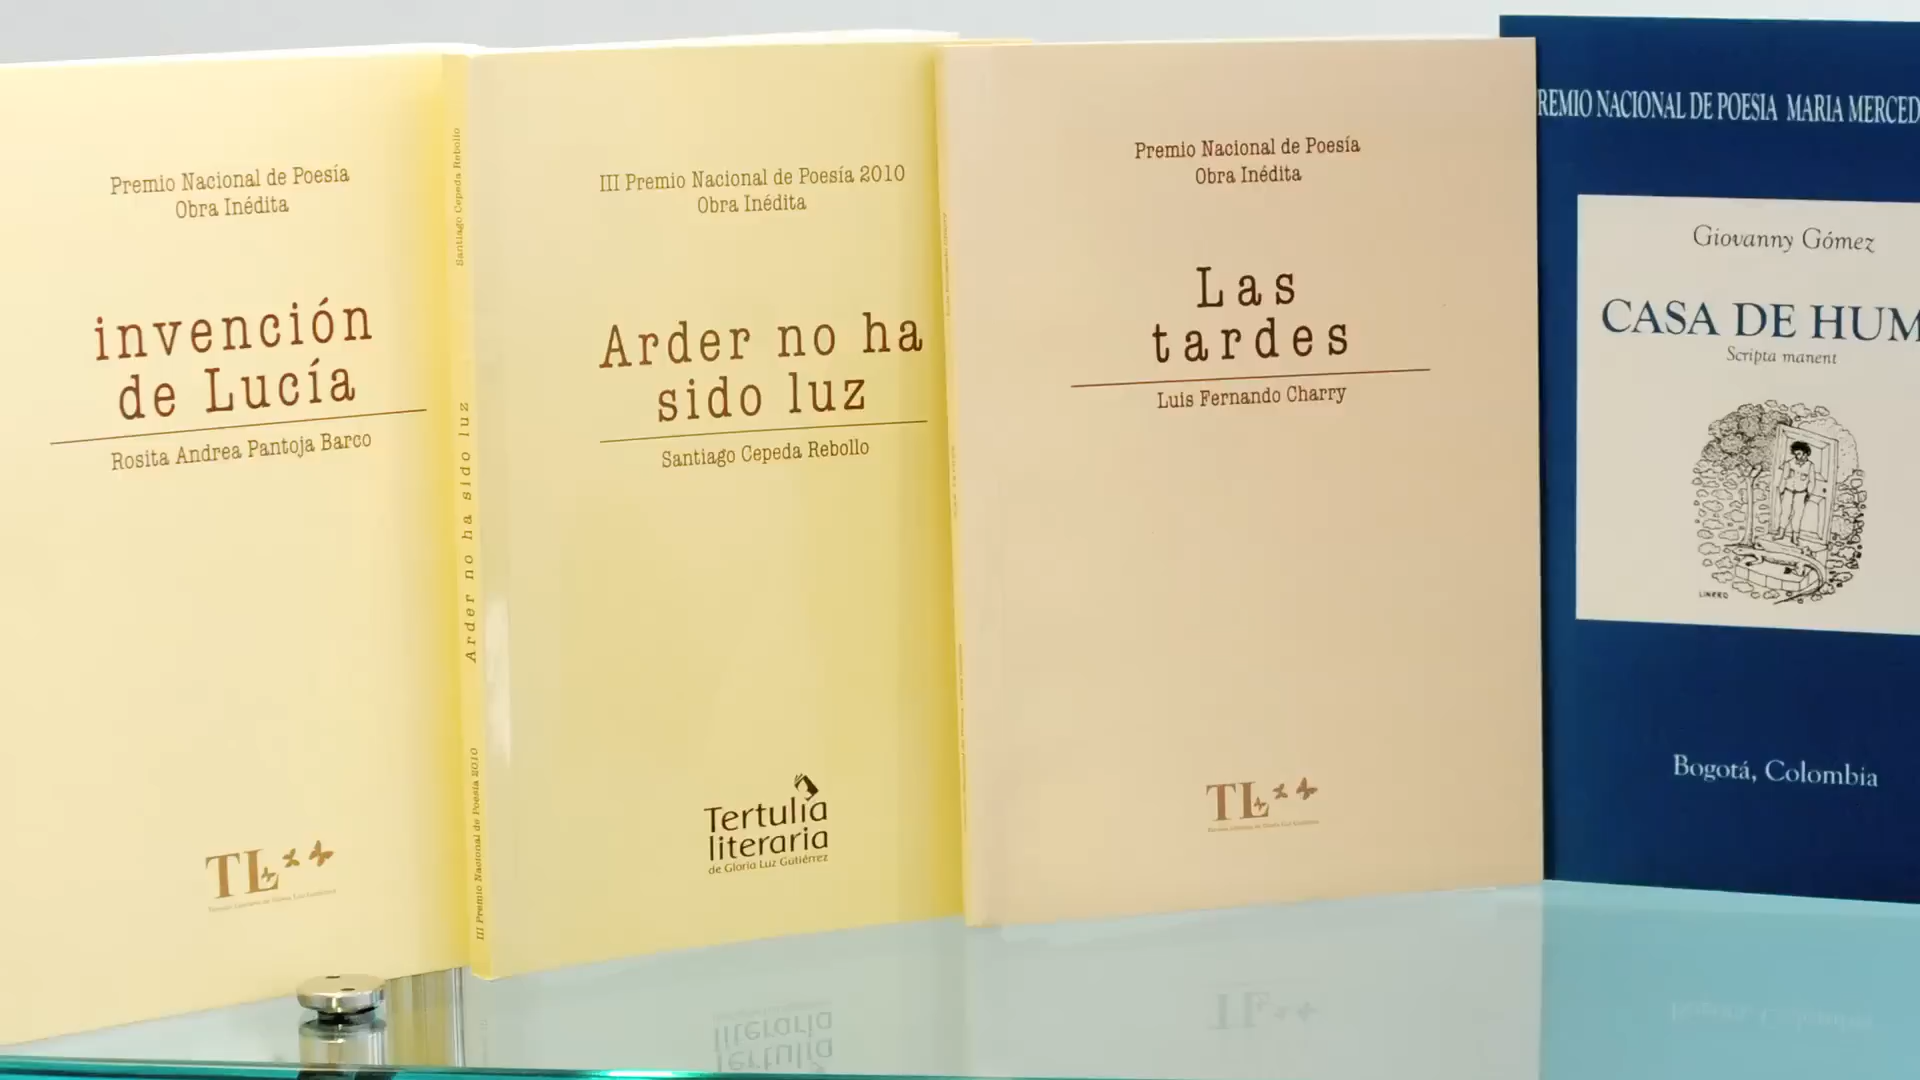 Premio Nacional de Poesía
Obra Inédita
invención
de Lucía
Rosita Andrea Pantoja Barco
TL
Santiago Cepeda Rebollo
Arder no ha sido luz
III Premio Nacional de Poesía 2010
III Premio Nacional de Poesía 2010
Obra Inédita
Arder no ha
sido luz
Santiago Cepeda Rebollo
Tertulia
literaria
de Gloria Luz Gutiérrez
Premio Nacional de Poesía
Obra Inédita
Las
tardes
Luis Fernando Charry
TL
REMIO NACIONAL DE POESIA MARIA MERCED
Giovanny Gómez
CASA DE HUM
Scripta manent
LINERO
Bogotá, Colombia